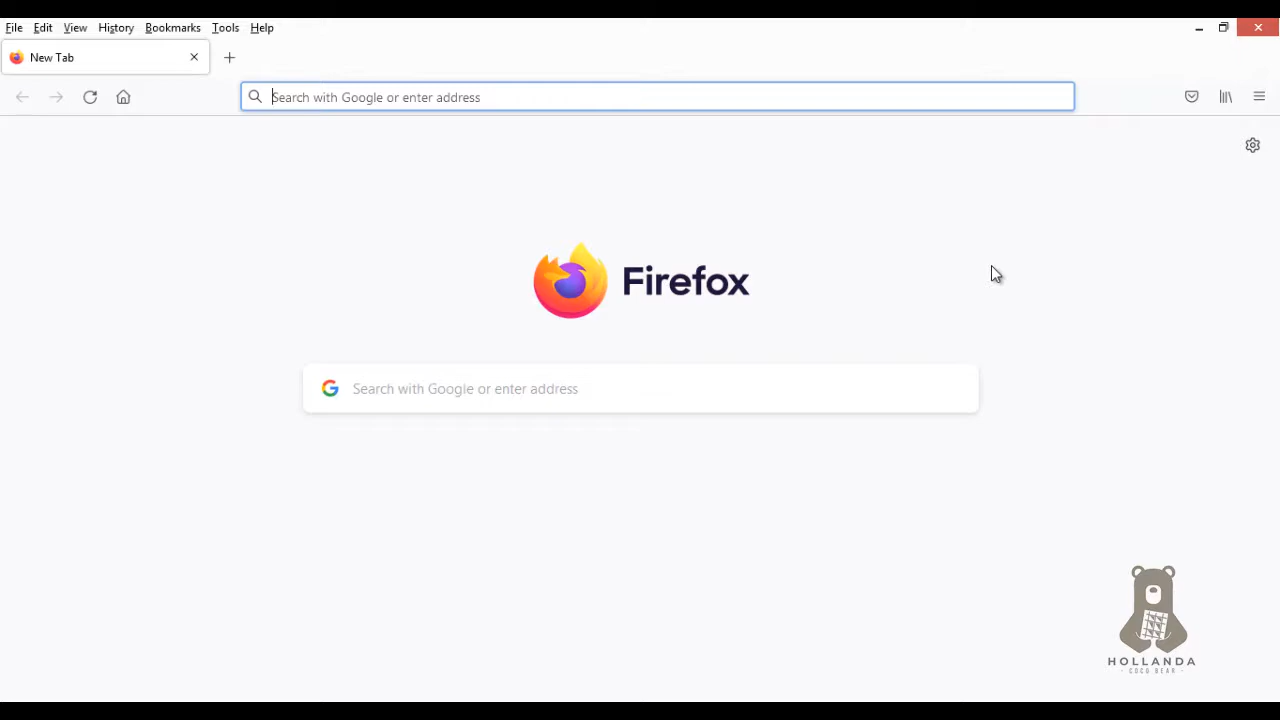 File Edit View History Bookmarks Tools Help
New Tab
Search with Google or enter address
Firefox
Search with Google or enter address
HOLLANDA
- COCO BEAR -